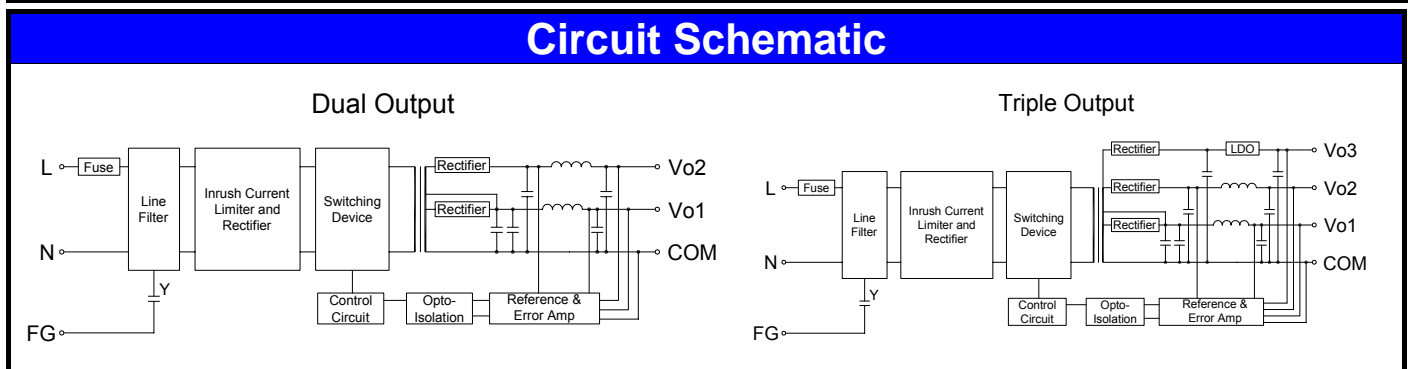 Circuit Schematic
Dual Output
L
Fuse
Line
Filter
Inrush Current
Limiter and
Rectifier
Switching
Device
Rectifier
Vo2
Rectifier
Vo1
N
COM
Y
Control
Circuit
Opto-
Isolation
Reference &
Error Amp
FG
Triple Output
Rectifier
LDO
Vo3
L
Fuse
Line
Filter
Inrush Current
Limiter and
Rectifier
Switching
Device
Rectifier
Vo2
Rectifier
Vo1
N
COM
Y
Control
Circuit
Opto-
Isolation
Reference &
Error Amp
FG